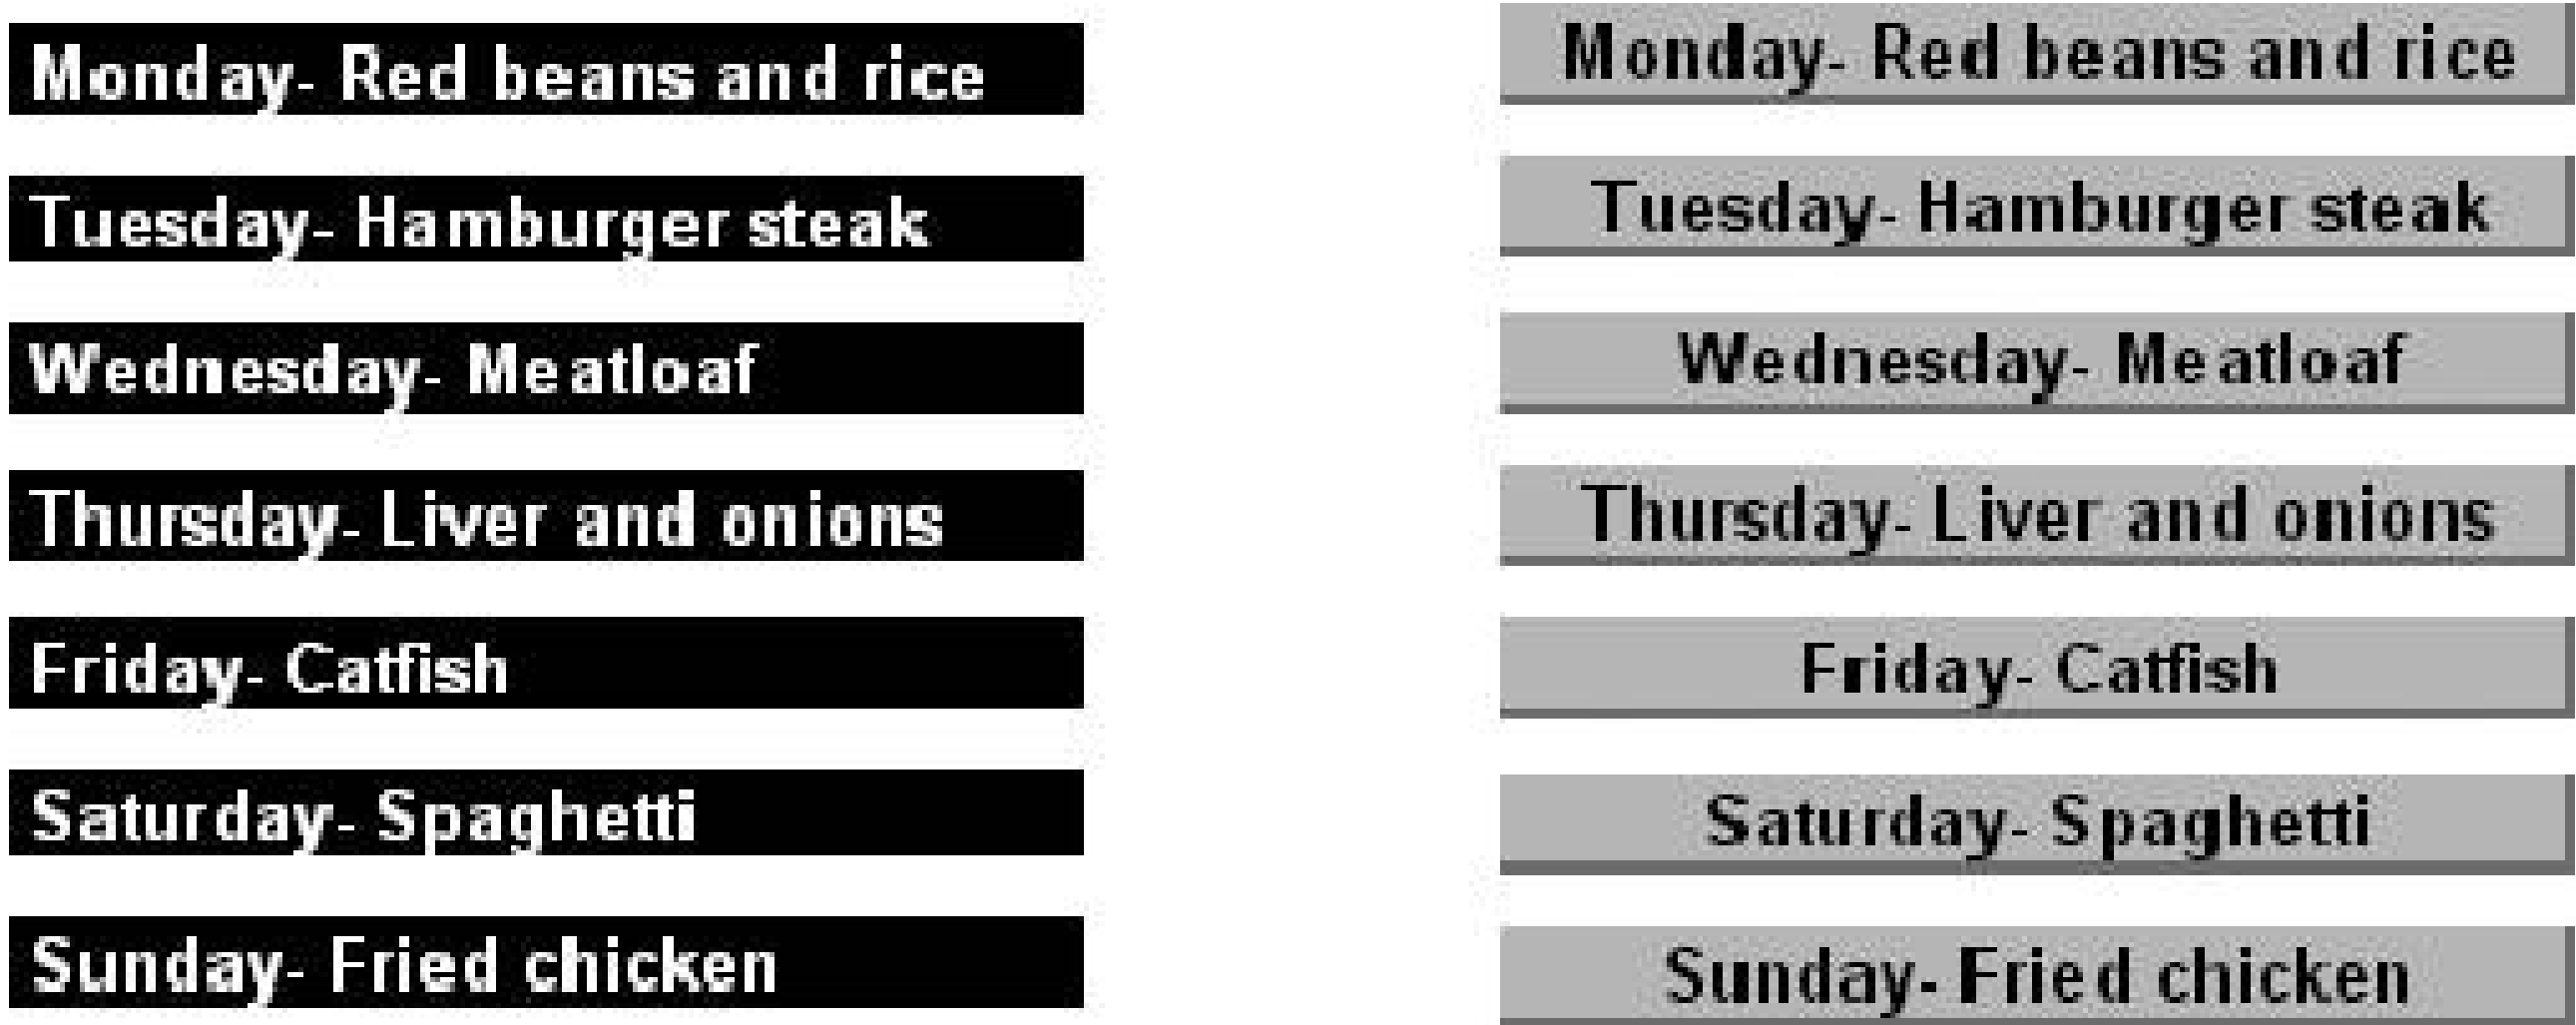 Monday- Red beans and rice
Tuesday- Hamburger steak
Wednesday- Meatloaf
Thursday- Liver and onions
Friday- Catfish
Saturday- Spaghetti
Sunday- Fried chicken
Monday- Red beans and rice
Tuesday- Hamburger steak
Wednesday- Meatloaf
Thursday- Liver and onions
Friday- Catfish
Saturday- Spaghetti
Sunday- Fried chicken